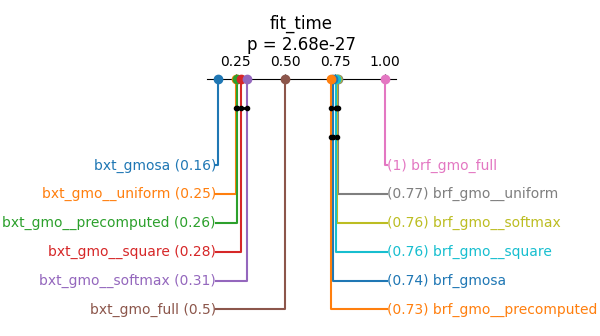 fit_time
p = 2.68e-27
0.25 0.50 0.75 1.00
bxt_gmosa (0.16) (1) brf_gmo_full
bxt_gmo__uniform (0.25) (0.77) brf_gmo__uniform
bxt_gmo__precomputed (0.26) (0.76) brf_gmo__softmax
bxt_gmo__square (0.28) (0.76) brf_gmo__square
bxt_gmo__softmax (0.31) (0.74) brf_gmosa
bxt_gmo_full (0.5) (0.73) brf_gmo__precomputed